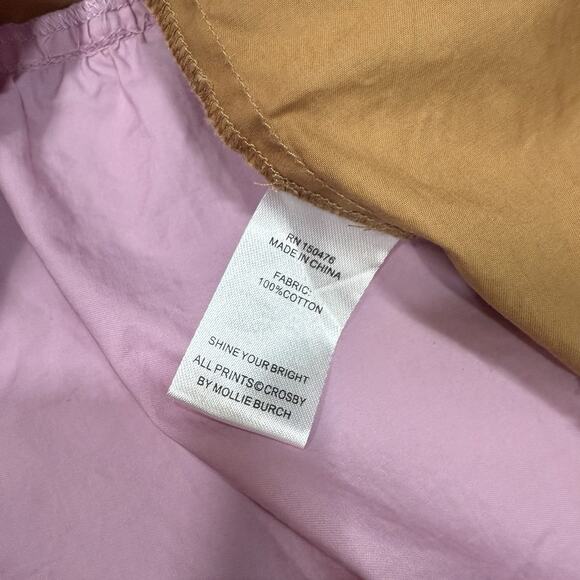 RN 150476
MADE IN CHINA
FABRIC:
100%COTTON
SHINE YOUR BRIGHT
ALL PRINTS©CROSBY
BY MOLLIE BURCH